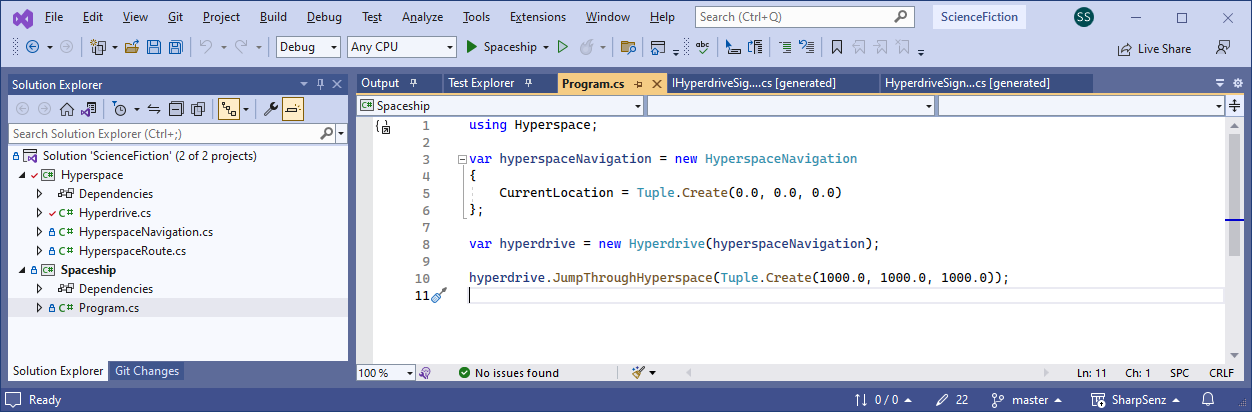 File Edit View Git Project Build Debug Test Analyze Tools Extensions Window Help Search (Ctrl+Q) ScienceFiction SS
Debug Any CPU Spaceship abc Live Share
Solution Explorer
Search Solution Explorer (Ctrl+;)
Solution 'ScienceFiction' (2 of 2 projects)
C# Hyperspace
Dependencies
C# Hyperdrive.cs
C# HyperspaceNavigation.cs
C# HyperspaceRoute.cs
C# Spaceship
Dependencies
C# Program.cs
Solution Explorer Git Changes
Output Test Explorer Program.cs IHyperdriveSig....cs [generated] HyperdriveSign...cs [generated]
C# Spaceship
1 using Hyperspace;
2
3 var hyperspaceNavigation = new HyperspaceNavigation
4 {
5 CurrentLocation = Tuple.Create(0.0, 0.0, 0.0)
6 };
7
8 var hyperdrive = new Hyperdrive(hyperspaceNavigation);
9
10 hyperdrive.JumpThroughHyperspace(Tuple.Create(1000.0, 1000.0, 1000.0));
11
100 % No issues found Ln: 11 Ch: 1 SPC CRLF
Ready 0 / 0 22 master SharpSenz